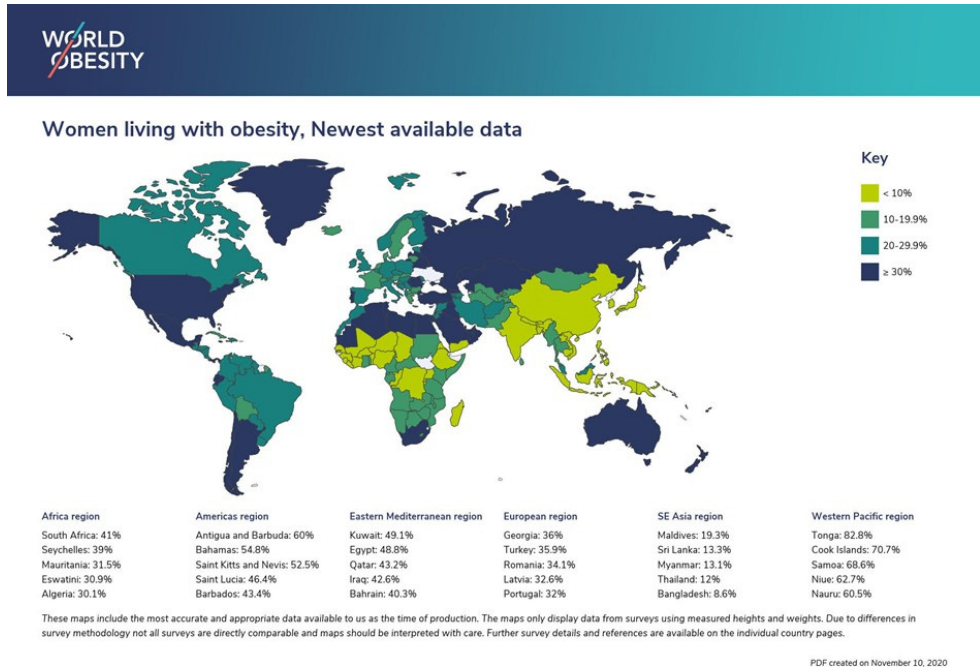 WORLD
OBESITY
Women living with obesity, Newest available data
Key
< 10%
10-19.9%
20-29.9%
≥ 30%
Africa region
South Africa: 41%
Seychelles: 39%
Mauritania: 31.5%
Eswatini: 30.9%
Algeria: 30.1%
Americas region
Antigua and Barbuda: 60%
Bahamas: 54.8%
Saint Kitts and Nevis: 52.5%
Saint Lucia: 46.4%
Barbados: 43.4%
Eastern Mediterranean region
Kuwait: 49.1%
Egypt: 48.8%
Qatar: 43.2%
Iraq: 42.6%
Bahrain: 40.3%
European region
Georgia: 36%
Turkey: 35.9%
Romania: 34.1%
Latvia: 32.6%
Portugal: 32%
SE Asia region
Maldives: 19.3%
Sri Lanka: 13.3%
Myanmar: 13.1%
Thailand: 12%
Bangladesh: 8.6%
Western Pacific region
Tonga: 82.8%
Cook Islands: 70.7%
Samoa: 68.6%
Niue: 62.7%
Nauru: 60.5%
These maps include the most accurate and appropriate data available to us as the time of production. The maps only display data from surveys using measured heights and weights. Due to differences in
survey methodology not all surveys are directly comparable and maps should be interpreted with care. Further survey details and references are available on the individual country pages.
PDF created on November 10, 2020